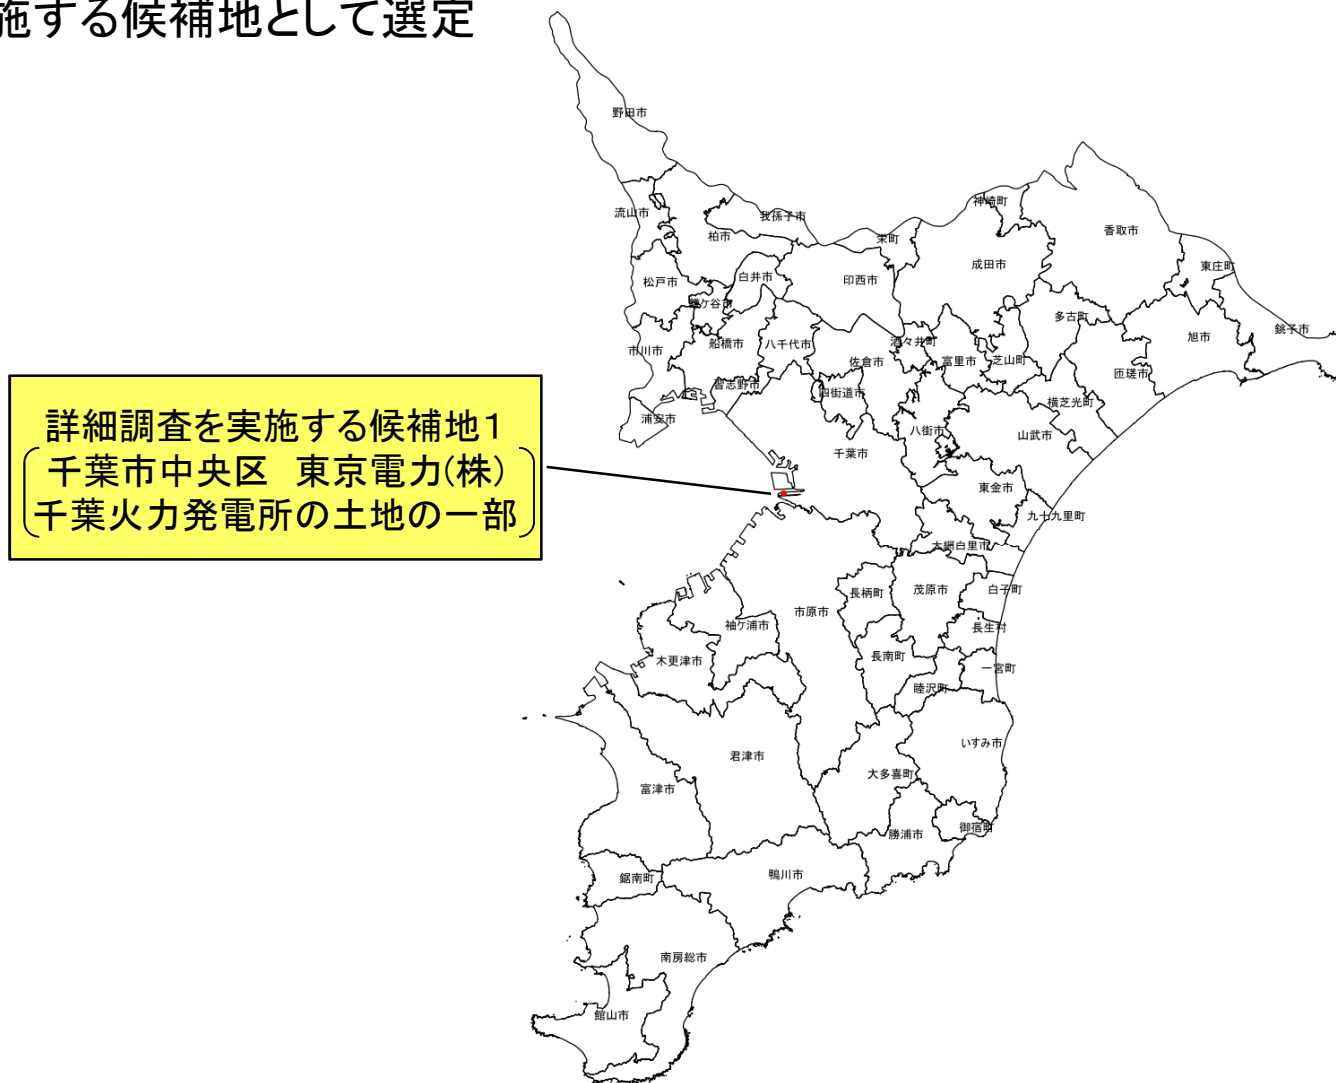 施する候補地として選定
野田市
流山市
我孫子市
柏市
神崎町
栄町
香取市
成田市
東庄町
松戸市
白井市
印西市
鎌ケ谷市
多古町
銚子市
旭市
市川市
船橋市
八千代市
酒々井町
佐倉市
富里市
芝山町
匝瑳市
習志野市
四街道市
横芝光町
浦安市
八街市
山武市
千葉市
詳細調査を実施する候補地1
千葉市中央区 東京電力(株)
千葉火力発電所の土地の一部
東金市
九十九里町
大網白里市
長柄町
茂原市
白子町
市原市
袖ケ浦市
長生村
木更津市
長南町
一宮町
睦沢町
いすみ市
君津市
大多喜町
富津市
御宿町
勝浦市
鋸南町
鴨川市
南房総市
館山市